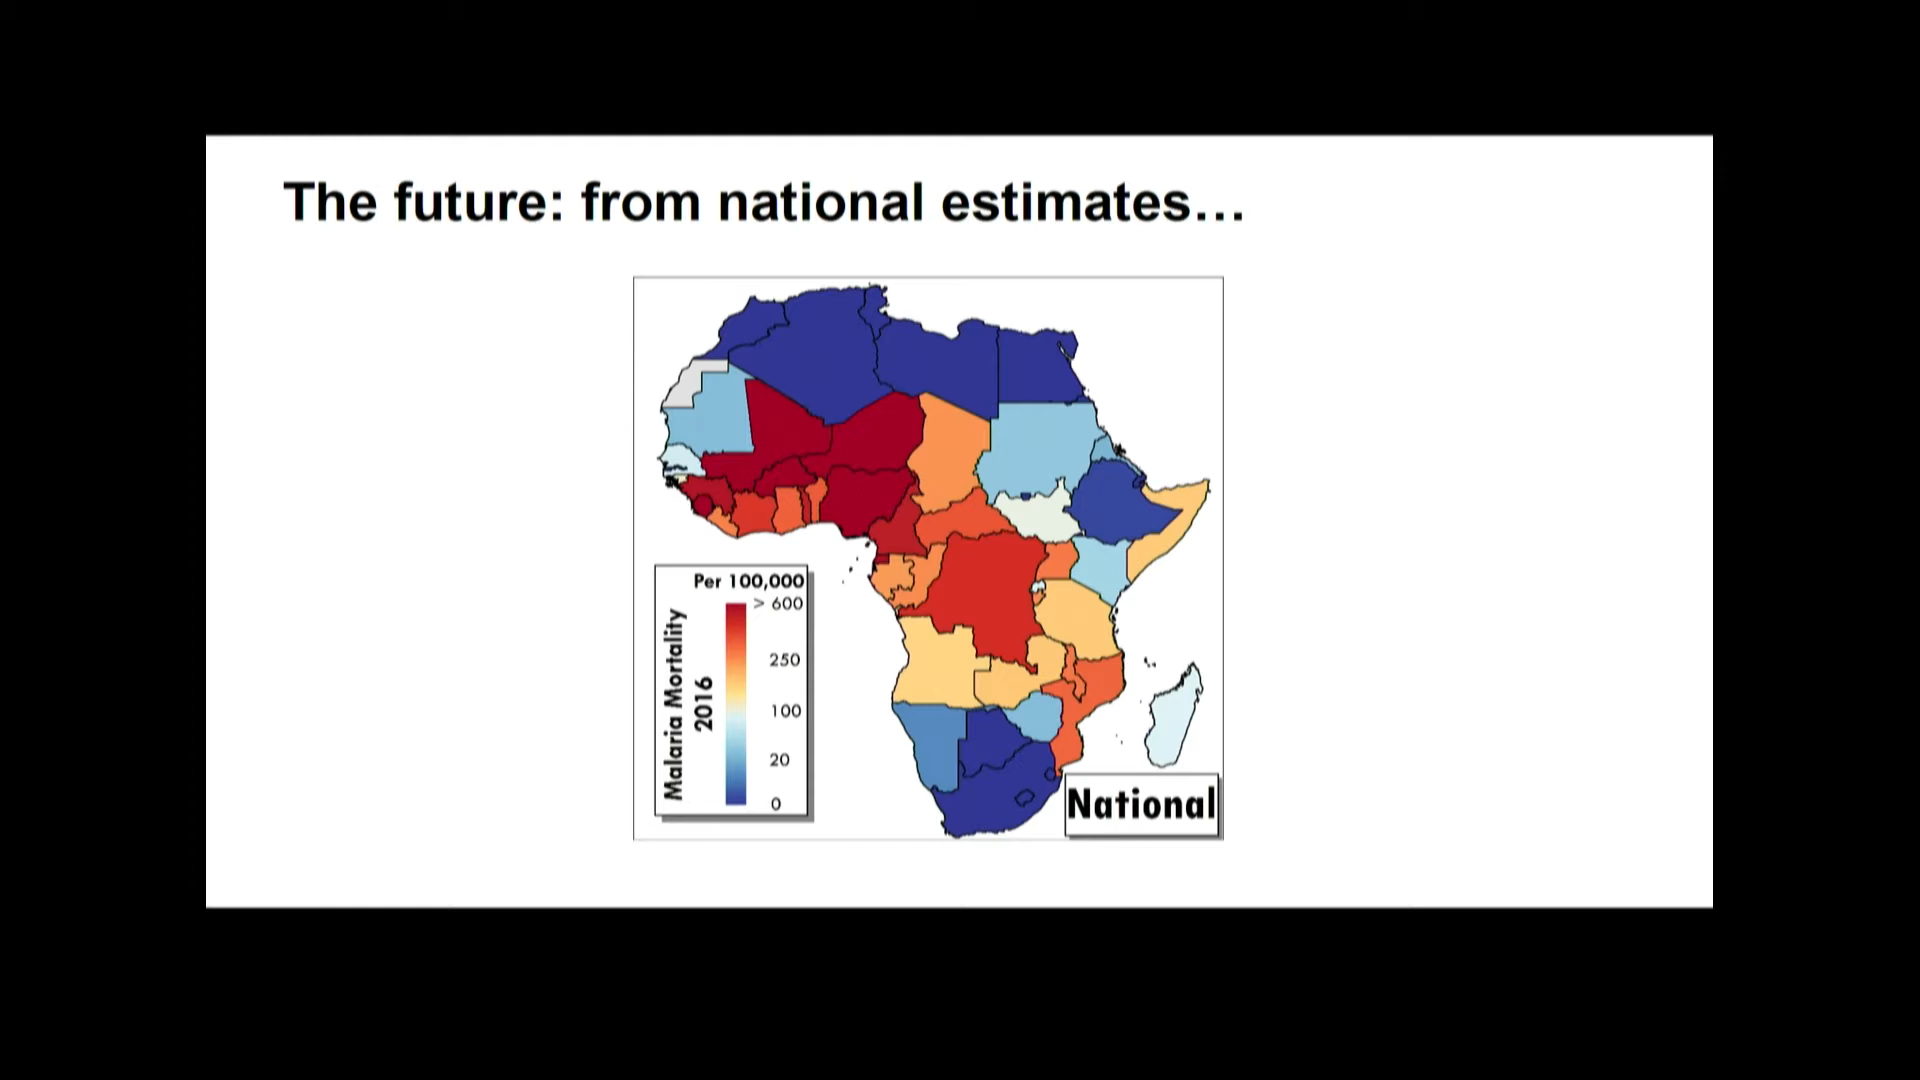 The future: from national estimates…
Per 100,000
> 600
250
100
20
0
Malaria Mortality
2016
National